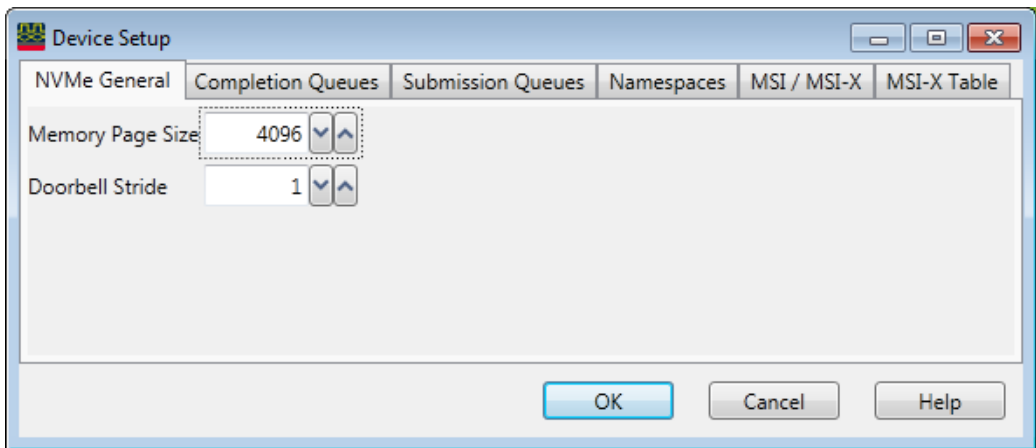 Device Setup
NVMe General Completion Queues Submission Queues Namespaces MSI / MSI-X MSI-X Table
Memory Page Size 4096
Doorbell Stride 1
OK Cancel Help